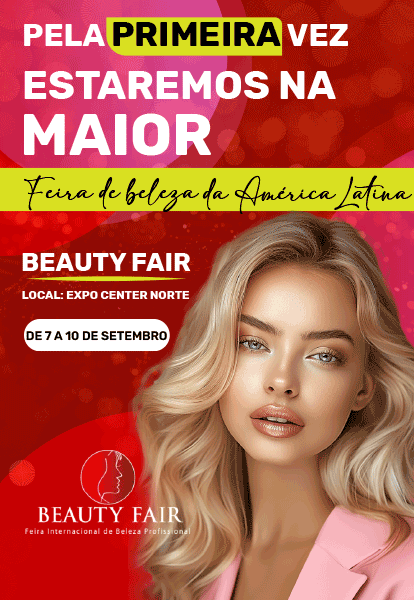 PELA PRIMEIRA VEZ
ESTAREMOS NA
MAIOR
Feira de beleza da América Latina
BEAUTY FAIR
LOCAL: EXPO CENTER NORTE
DE 7 A 10 DE SETEMBRO
BEAUTY FAIR
Feira Internacional de Beleza Profissional